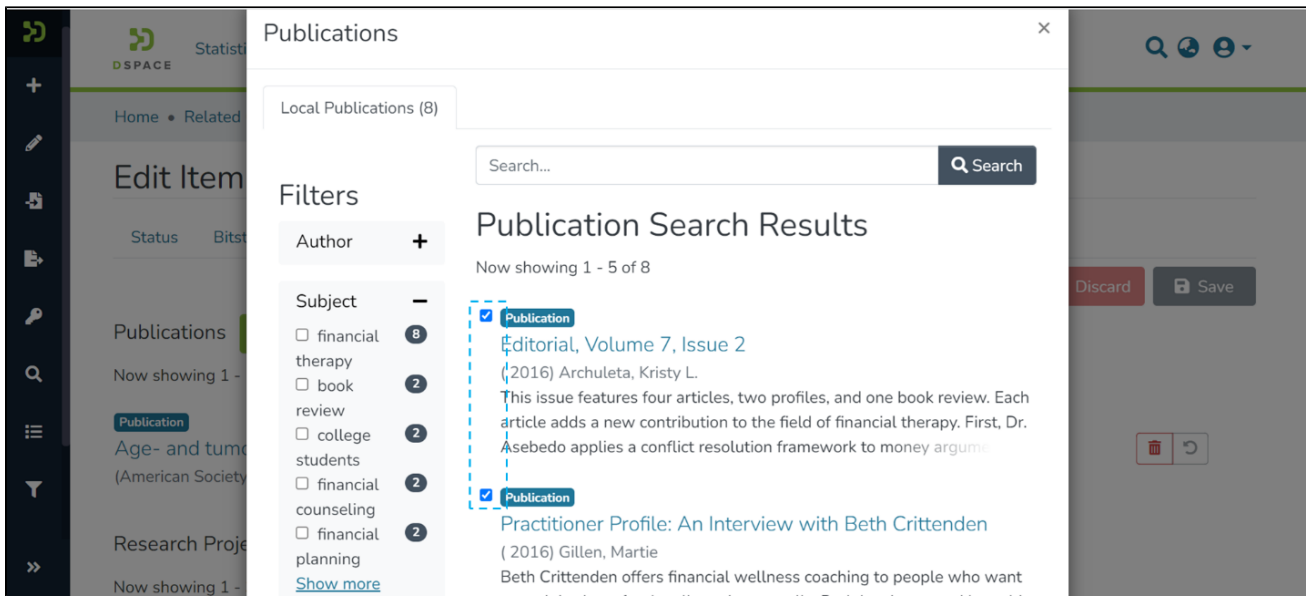 Publications
×
DSPACE
Statisti
Home • Related
Local Publications (8)
Search...
Search
Edit Item
Filters
Status
Bitst
Author
Publication Search Results
Now showing 1 - 5 of 8
Discard
Save
Subject
financial therapy
8
book review
2
college students
2
financial counseling
2
financial planning
2
Show more
Publications
Now showing 1 -
Publication
Age- and tumo
(American Society
Research Proje
Now showing 1 -
Publication
Editorial, Volume 7, Issue 2
( 2016) Archuleta, Kristy L.
This issue features four articles, two profiles, and one book review. Each
article adds a new contribution to the field of financial therapy. First, Dr.
Asebedo applies a conflict resolution framework to money argume
Publication
Practitioner Profile: An Interview with Beth Crittenden
( 2016) Gillen, Martie
Beth Crittenden offers financial wellness coaching to people who want